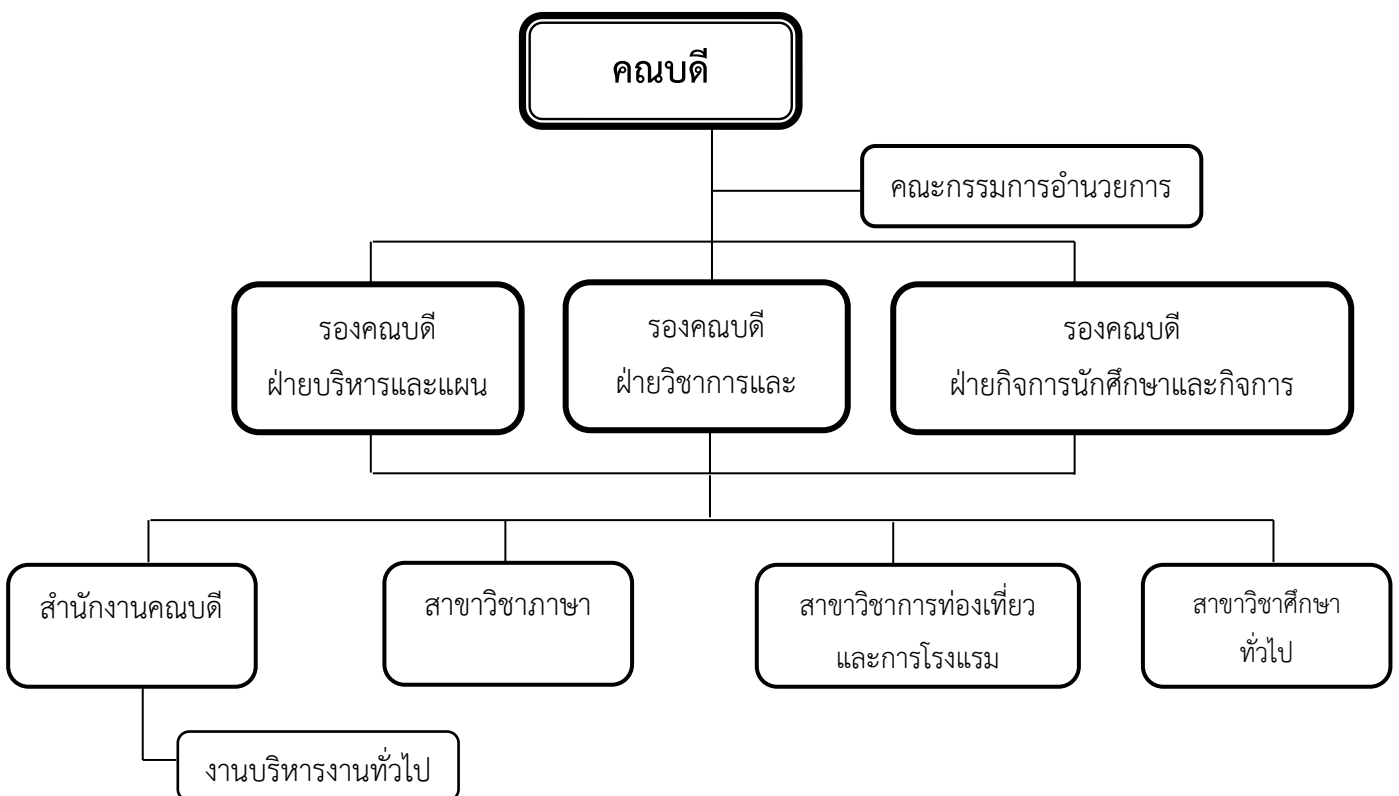 คณบดี
คณะกรรมการอำนวยการ
รองคณบดี
ฝ่ายบริหารและแผน
รองคณบดี
ฝ่ายวิชาการและ
รองคณบดี
ฝ่ายกิจการนักศึกษาและกิจการ
สำนักงานคณบดี
สาขาวิชาภาษา
สาขาวิชาการท่องเที่ยว
และการโรงแรม
สาขาวิชาศึกษา
ทั่วไป
งานบริหารงานทั่วไป